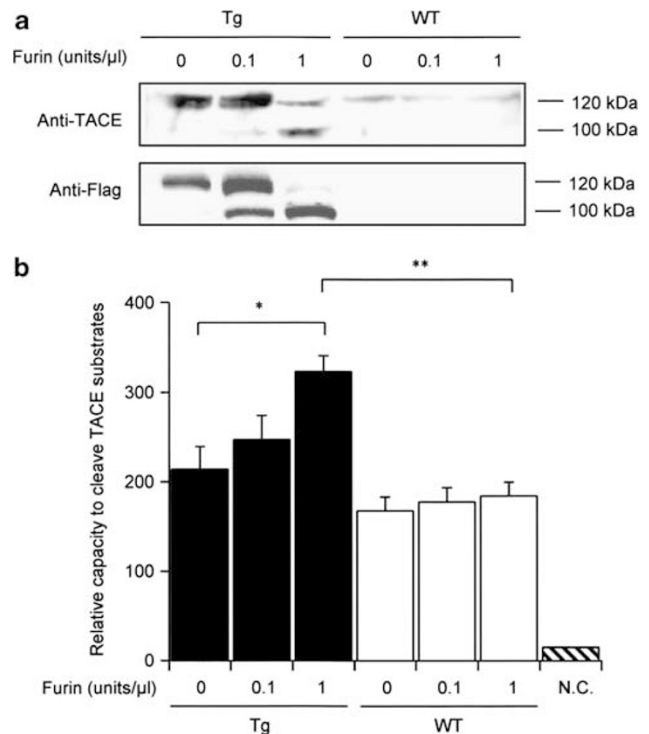 a
Tg WT
Furin (units/µl) 0 0.1 1 0 0.1 1
Anti-TACE
120 kDa
100 kDa
Anti-Flag
120 kDa
100 kDa
b
**
*
400
300
200
100
0
Relative capacity to cleave TACE substrates
Furin (units/µl) 0 0.1 1 0 0.1 1 N.C.
Tg WT